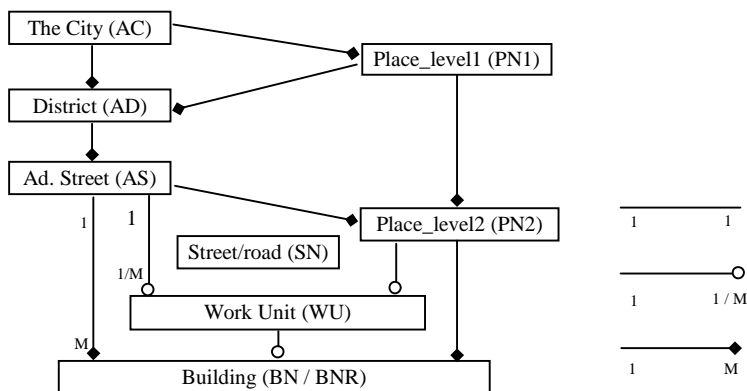 The City (AC)
Place_level1 (PN1)
District (AD)
Ad. Street (AS)
Place_level2 (PN2)
1
1
Street/road (SN)
1/M
Work Unit (WU)
M
Building (BN / BNR)
1 1
1 1 / M
1 M